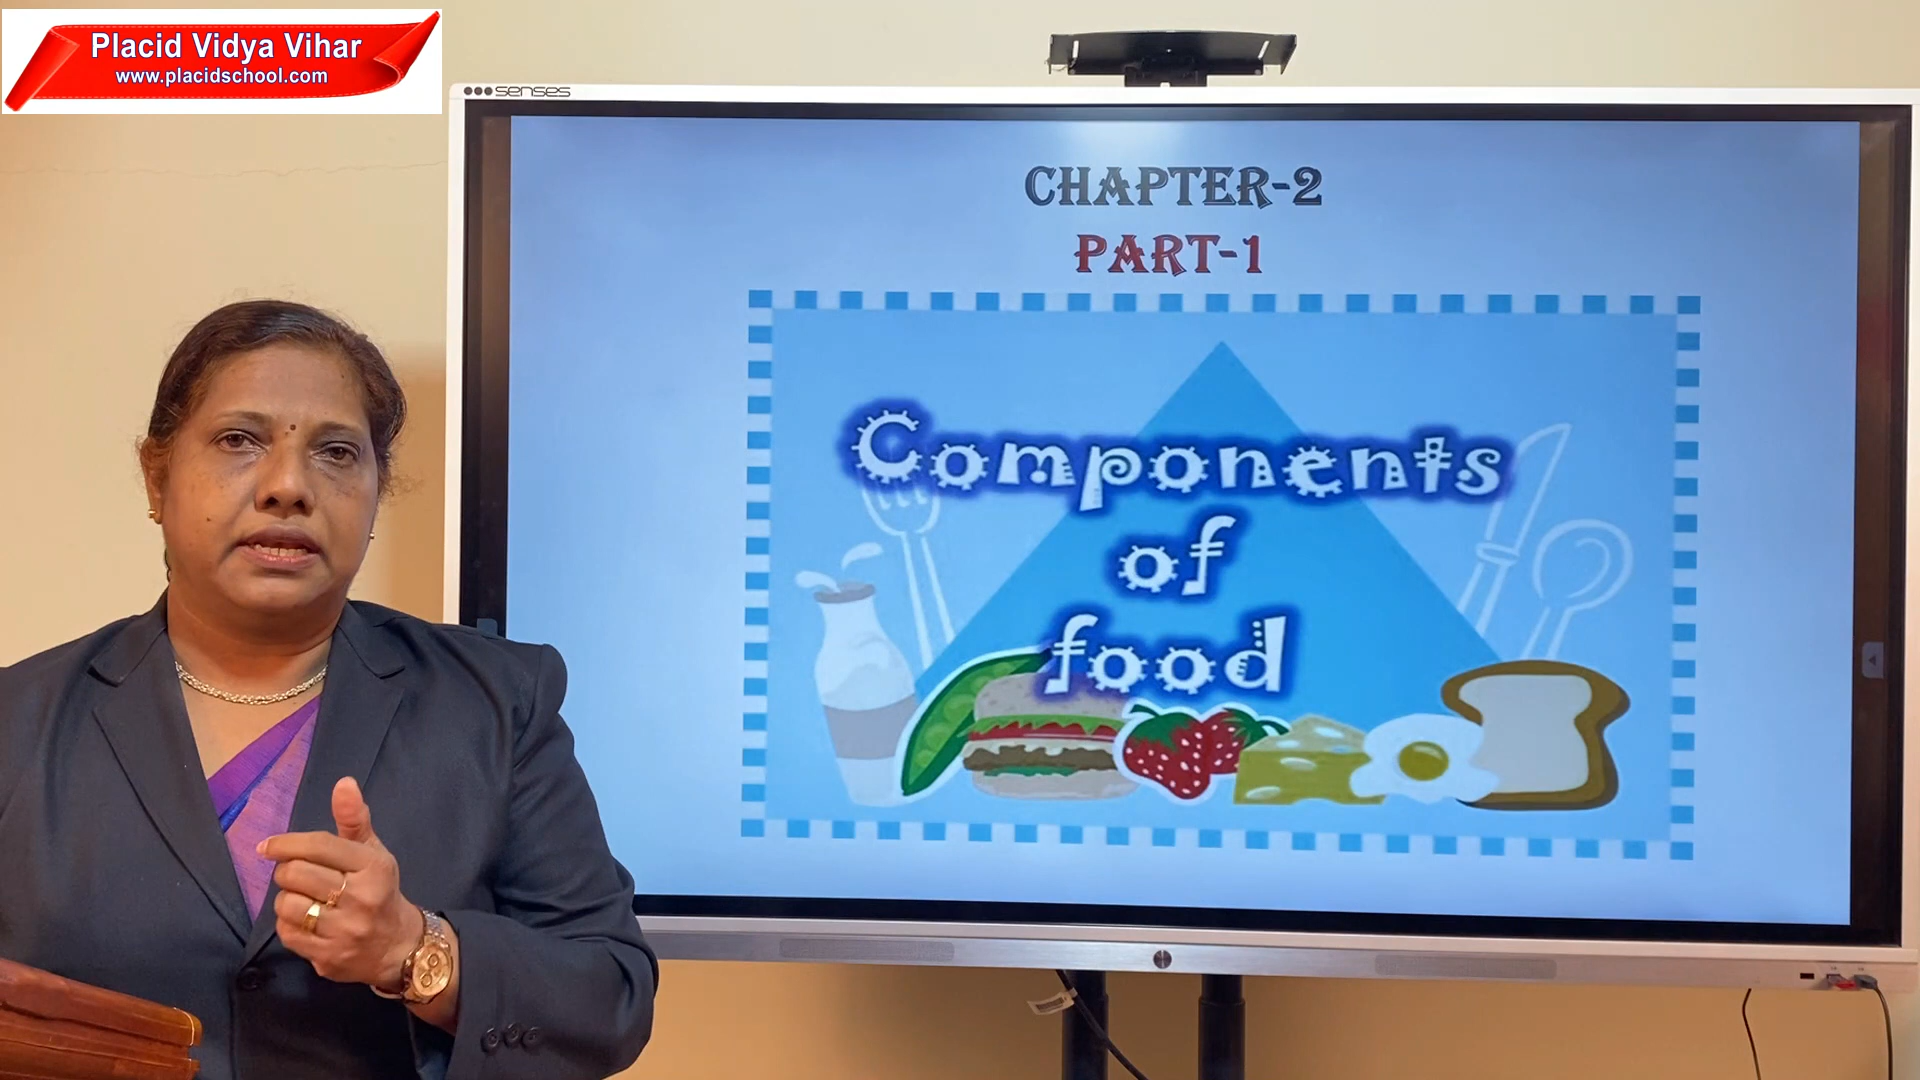 Placid Vidya Vihar
www.placidschool.com
senses
CHAPTER-2
PART-1
Components
of
food